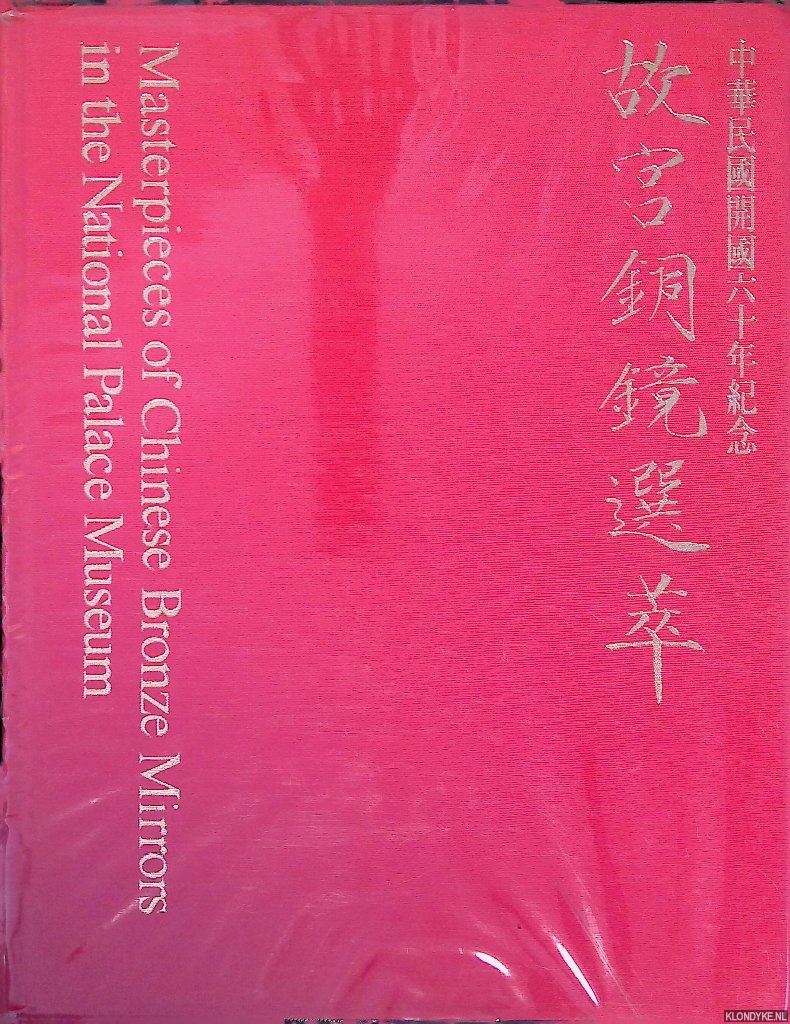 中華民國開國六十年紀念
故宮銅鏡選萃
Masterpieces of Chinese Bronze Mirrors
in the National Palace Museum
KLONDYKE.NL